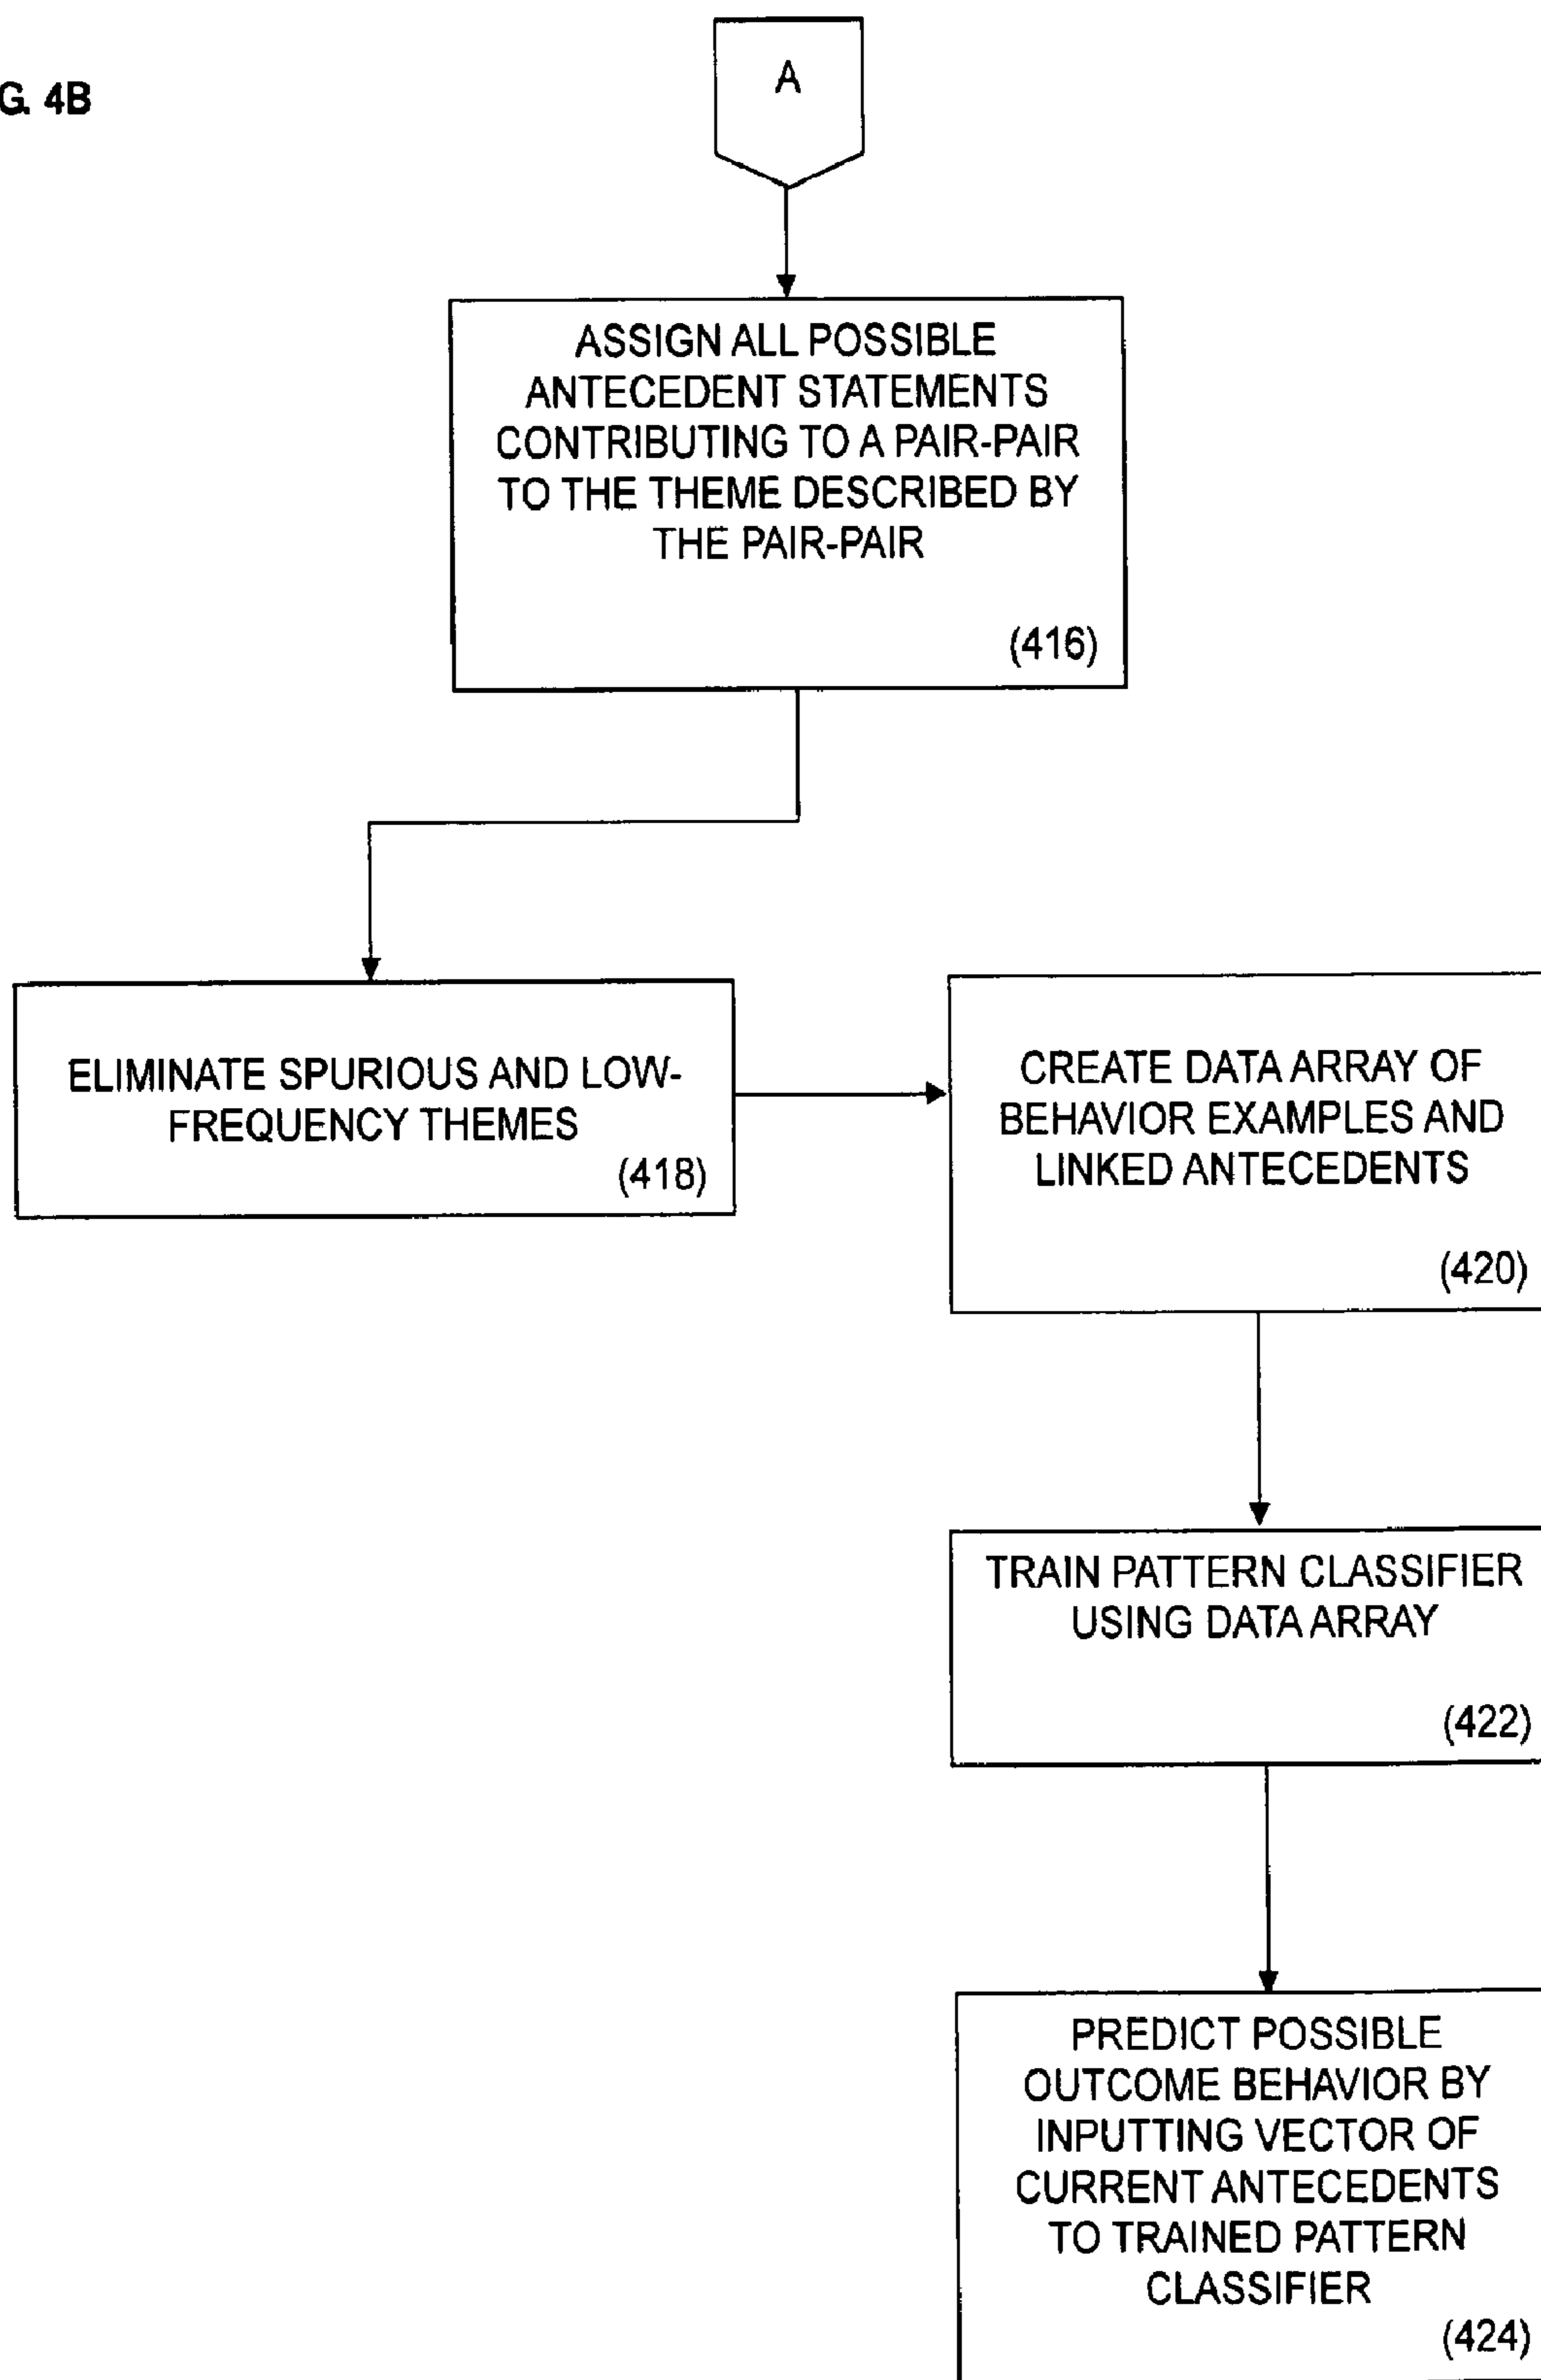 G. 4B
A
ASSIGN ALL POSSIBLE
ANTECEDENT STATEMENTS
CONTRIBUTING TO A PAIR-PAIR
TO THE THEME DESCRIBED BY
THE PAIR-PAIR
(416)
ELIMINATE SPURIOUS AND LOW-
FREQUENCY THEMES
(418)
CREATE DATA ARRAY OF
BEHAVIOR EXAMPLES AND
LINKED ANTECEDENTS
(420)
TRAIN PATTERN CLASSIFIER
USING DATA ARRAY
(422)
PREDICT POSSIBLE
OUTCOME BEHAVIOR BY
INPUTTING VECTOR OF
CURRENT ANTECEDENTS
TO TRAINED PATTERN
CLASSIFIER
(424)